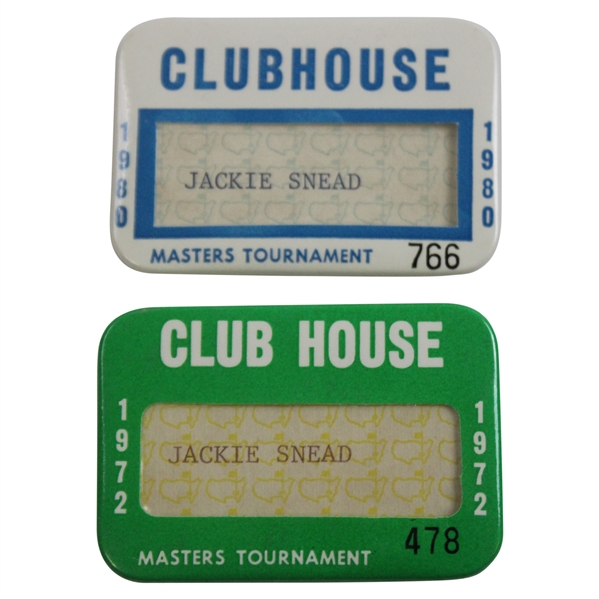 CLUBHOUSE
1980
JACKIE SNEAD
1980
MASTERS TOURNAMENT 766
CLUB HOUSE
1972
JACKIE SNEAD
1972
MASTERS TOURNAMENT 478